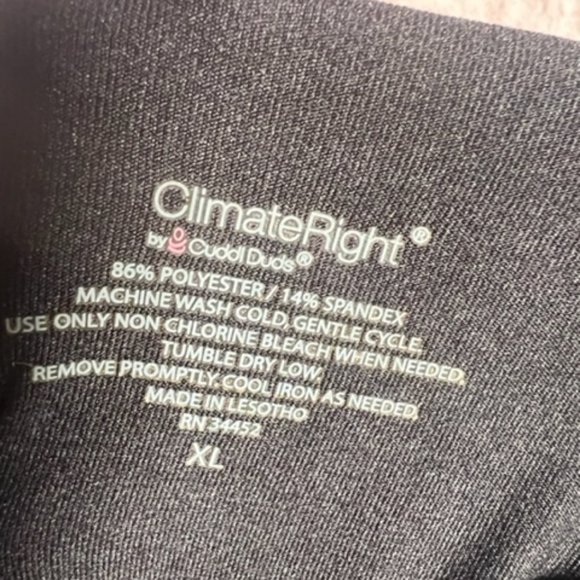 ClimateRight®
by Cuddl Duds®
86% POLYESTER / 14% SPANDEX
MACHINE WASH COLD, GENTLE CYCLE.
USE ONLY NON CHLORINE BLEACH WHEN NEEDED.
TUMBLE DRY LOW.
REMOVE PROMPTLY. COOL IRON AS NEEDED.
MADE IN LESOTHO
RN 34452
XL